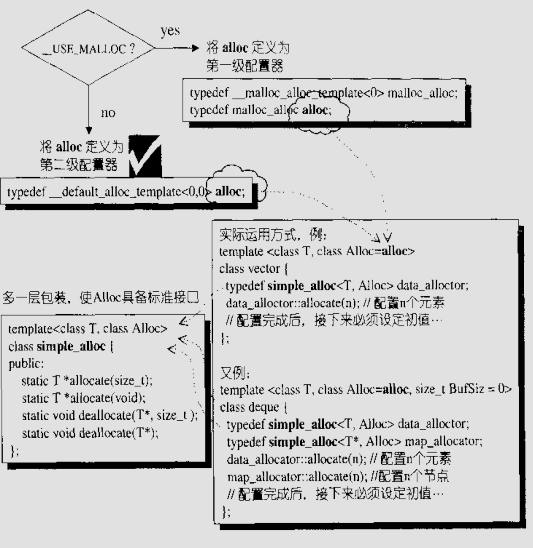 __USE_MALLOC?
yes
将 alloc 定义为
第一级配置器
typedef __malloc_alloc_template<0> malloc_alloc;
typedef malloc_alloc alloc;
no
将 alloc 定义为
第二级配置器
typedef __default_alloc_template<0,0> alloc;
多一层包装，使Alloc具备标准接口
template<class T, class Alloc>
class simple_alloc {
public:
static T *allocate(size_t);
static T *allocate(void);
static void deallocate(T*, size_t );
static void deallocate(T*);
};
实际运用方式，例：
template <class T, class Alloc=alloc>
class vector {
typedef simple_alloc<T, Alloc> data_alloctor;
data_alloctor::allocate(n); // 配置n个元素
// 配置完成后，接下来必须设定初值…
};
又例：
template <class T, class Alloc=alloc, size_t BufSiz = 0>
class deque {
typedef simple_alloc<T, Alloc> data_alloctor;
typedef simple_alloc<T*, Alloc> map_allocator;
data_allocator::allocate(n); // 配置n个元素
map_allocator::allocate(n); //配置n个节点
// 配置完成后，接下来必须设定初值…
};